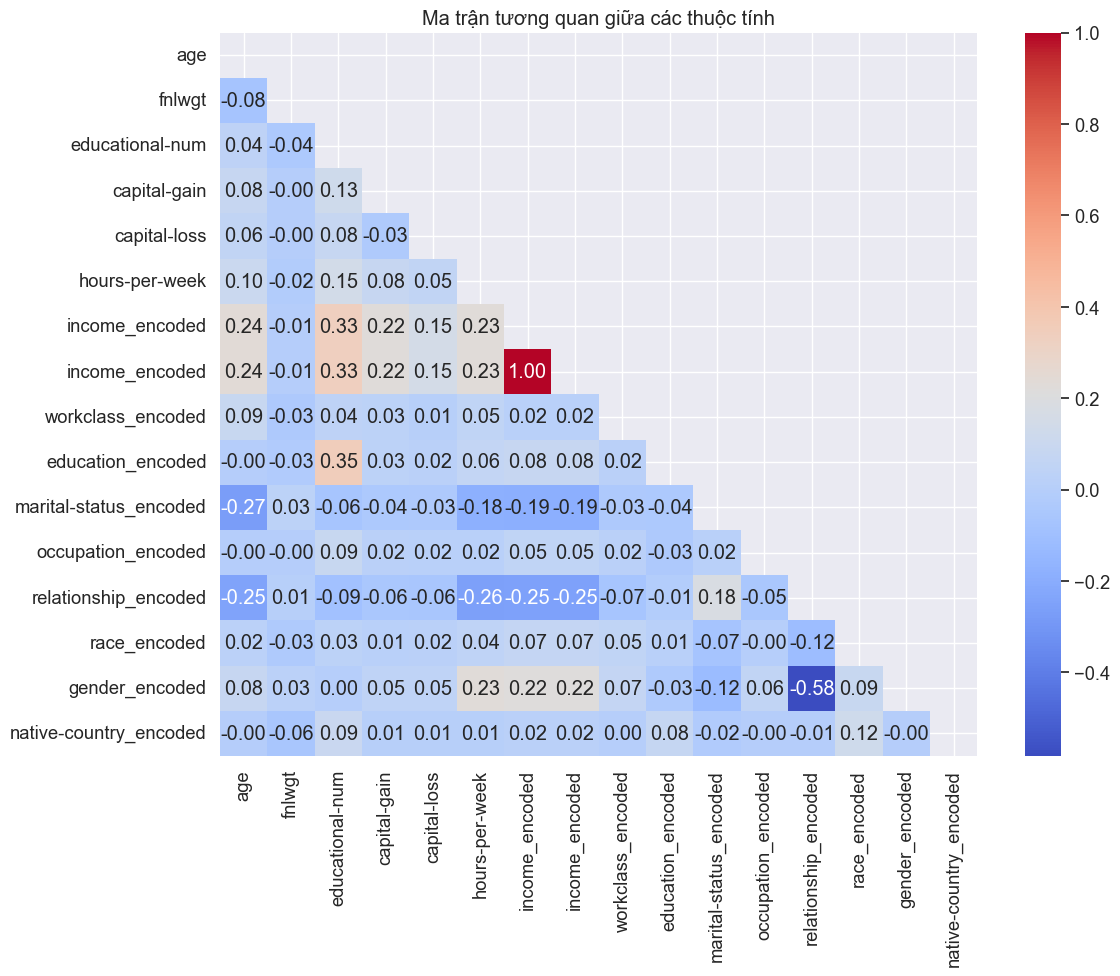 Ma trận tương quan giữa các thuộc tính
age
fnlwgt -0.08
educational-num 0.04 -0.04
capital-gain 0.08 -0.00 0.13
capital-loss 0.06 -0.00 0.08 -0.03
hours-per-week 0.10 -0.02 0.15 0.08 0.05
income_encoded 0.24 -0.01 0.33 0.22 0.15 0.23
income_encoded 0.24 -0.01 0.33 0.22 0.15 0.23 1.00
workclass_encoded 0.09 -0.03 0.04 0.03 0.01 0.05 0.02 0.02
education_encoded -0.00 -0.03 0.35 0.03 0.02 0.06 0.08 0.08 0.02
marital-status_encoded -0.27 0.03 -0.06 -0.04 -0.03 -0.18 -0.19 -0.19 -0.03 -0.04
occupation_encoded -0.00 -0.00 0.09 0.02 0.02 0.02 0.05 0.05 0.02 -0.03 0.02
relationship_encoded -0.25 0.01 -0.09 -0.06 -0.06 -0.26 -0.25 -0.25 -0.07 -0.01 0.18 -0.05
race_encoded 0.02 -0.03 0.03 0.01 0.02 0.04 0.07 0.07 0.05 0.01 -0.07 -0.00 -0.12
gender_encoded 0.08 0.03 0.00 0.05 0.05 0.23 0.22 0.22 0.07 -0.03 -0.12 0.06 -0.58 0.09
native-country_encoded -0.00 -0.06 0.09 0.01 0.01 0.01 0.02 0.02 0.00 0.08 -0.02 -0.00 -0.01 0.12 -0.00
age
fnlwgt
educational-num
capital-gain
capital-loss
hours-per-week
income_encoded
income_encoded
workclass_encoded
education_encoded
marital-status_encoded
occupation_encoded
relationship_encoded
race_encoded
gender_encoded
native-country_encoded
1.0
0.8
0.6
0.4
0.2
0.0
−0.2
−0.4